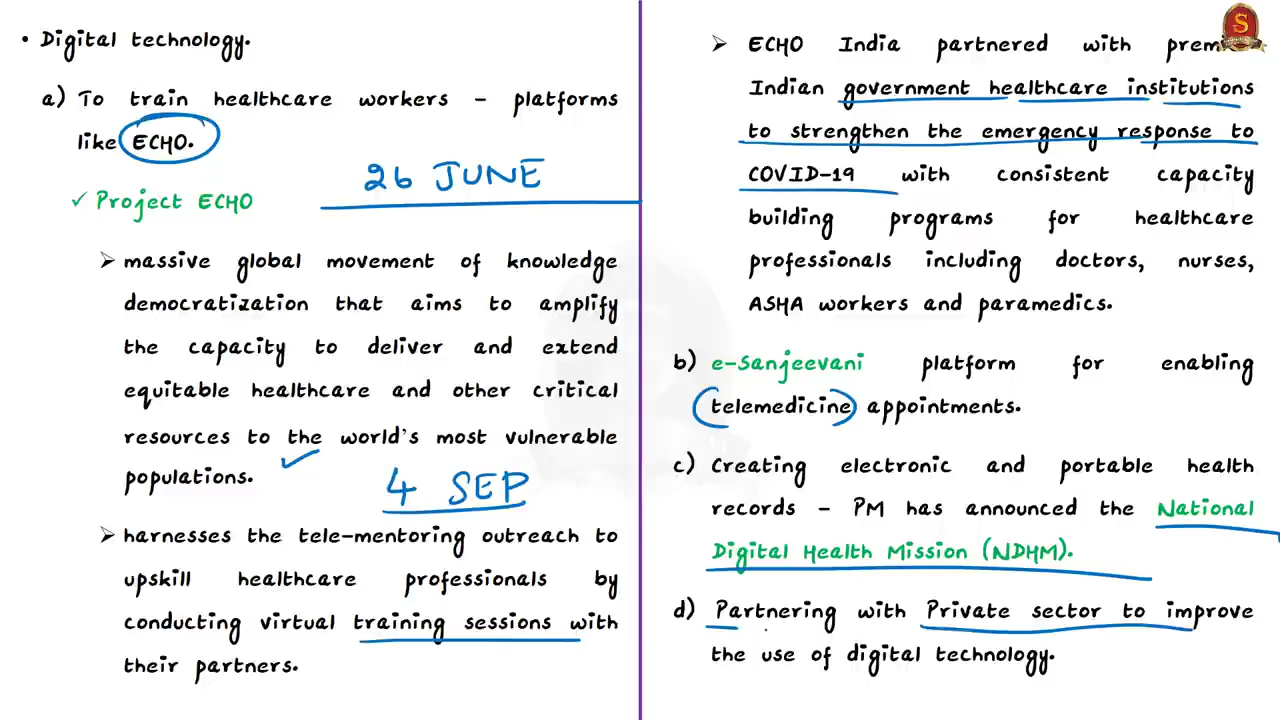 • Digital technology.
a) To train healthcare workers – platforms
like ECHO.
26 JUNE
✓ Project ECHO
➤ massive global movement of knowledge
democratization that aims to amplify
the capacity to deliver and extend
equitable healthcare and other critical
resources to the world's most vulnerable
populations.
4 SEP
➤ harnesses the tele-mentoring outreach to
upskill healthcare professionals by
conducting virtual training sessions with
their partners.
➤ ECHO India partnered with
Indian government healthcare institutions
to strengthen the emergency response to
COVID-19 with consistent capacity
building programs for healthcare
professionals including doctors, nurses,
ASHA workers and paramedics.
b) e-Sanjeevani platform for enabling
telemedicine appointments.
c) Creating electronic and portable health
records – PM has announced the National
Digital Health Mission (NDHM).
d) Partnering with Private sector to improve
the use of digital technology.
S